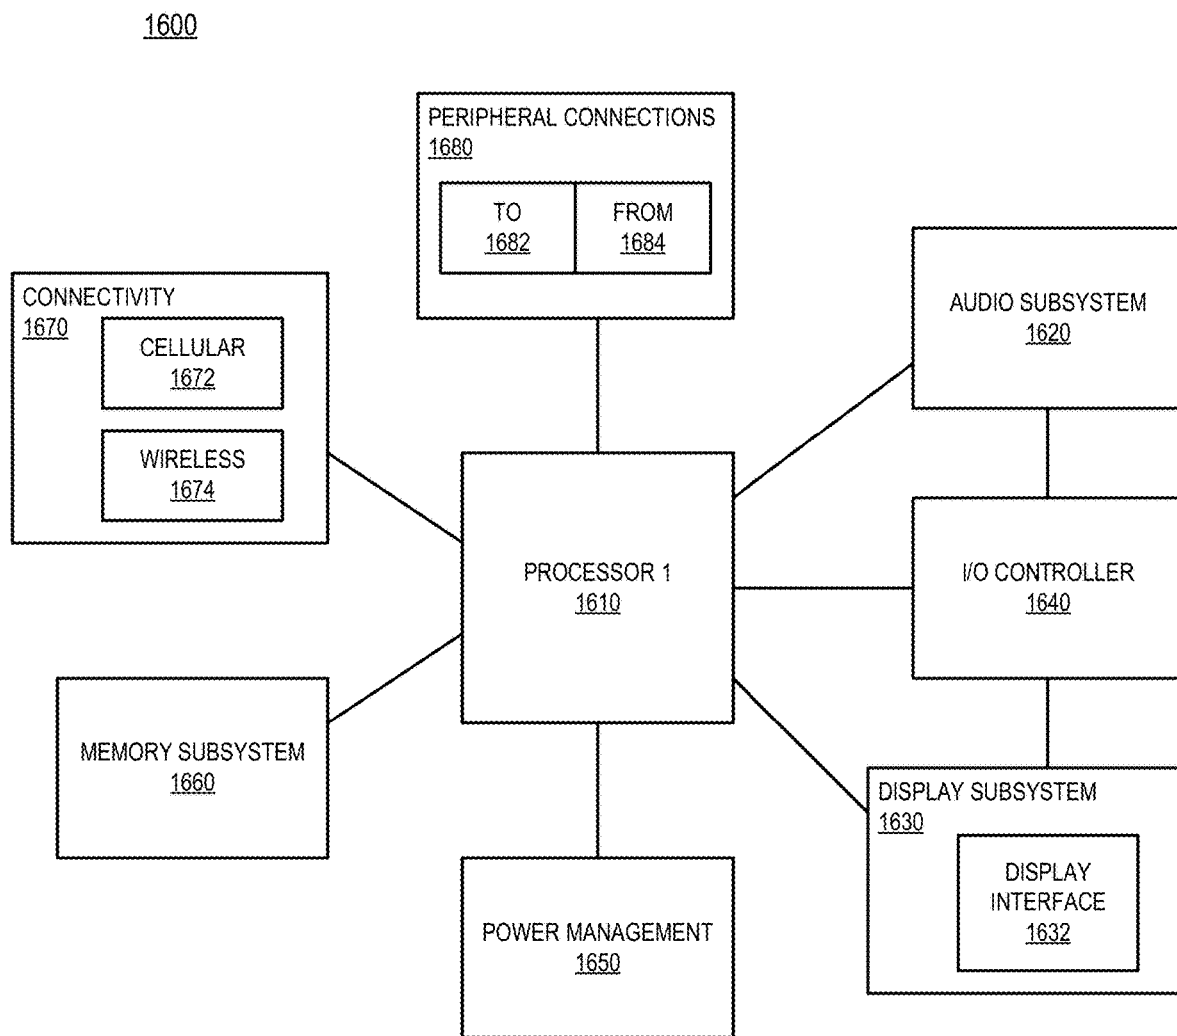 1600
PERIPHERAL CONNECTIONS
1680
TO
1682
FROM
1684
AUDIO SUBSYSTEM
1620
CONNECTIVITY
1670
CELLULAR
1672
WIRELESS
1674
PROCESSOR 1
1610
I/O CONTROLLER
1640
MEMORY SUBSYSTEM
1660
DISPLAY SUBSYSTEM
1630
DISPLAY
INTERFACE
1632
POWER MANAGEMENT
1650